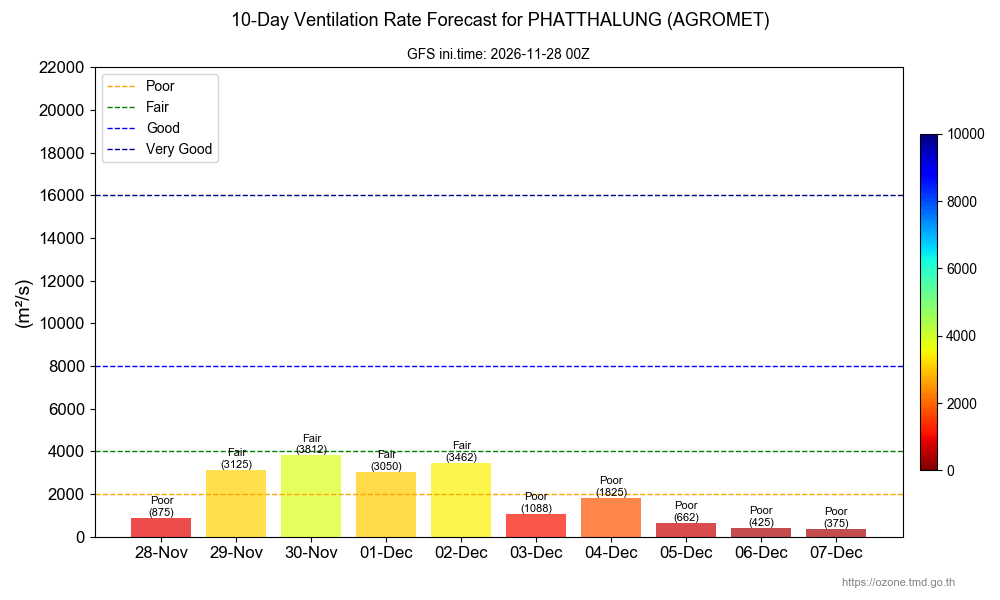 10-Day Ventilation Rate Forecast for PHATTHALUNG (AGROMET)
GFS ini.time: 2026-11-28 00Z
22000
20000
18000
16000
14000
12000
10000
8000
6000
4000
2000
0
(m²/s)
Poor
Fair
Good
Very Good
Poor
(875)
Fair
(3125)
Fair
(3812)
Fair
(3050)
Fair
(3462)
Poor
(1088)
Poor
(1825)
Poor
(662)
Poor
(425)
Poor
(375)
28-Nov
29-Nov
30-Nov
01-Dec
02-Dec
03-Dec
04-Dec
05-Dec
06-Dec
07-Dec
10000
8000
6000
4000
2000
0
https://ozone.tmd.go.th